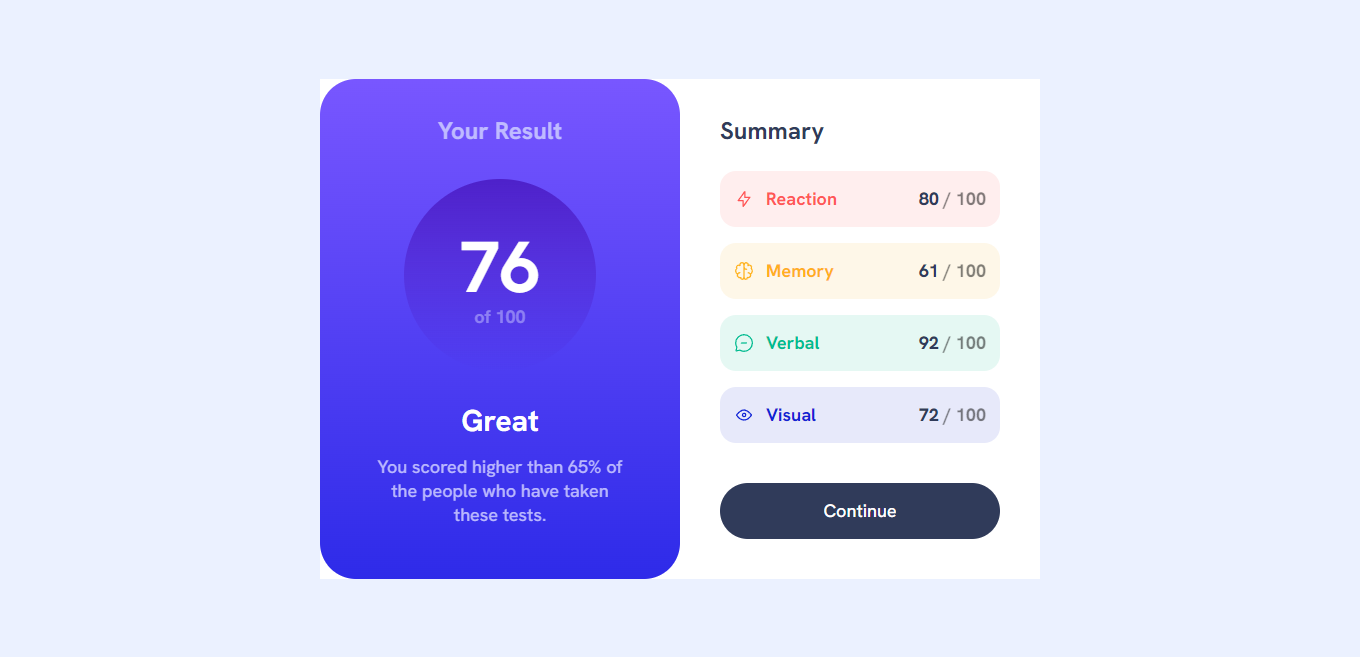 Your Result
76
of 100
Great
You scored higher than 65% of
the people who have taken
these tests.
Summary
Reaction 80 / 100
Memory 61 / 100
Verbal 92 / 100
Visual 72 / 100
Continue